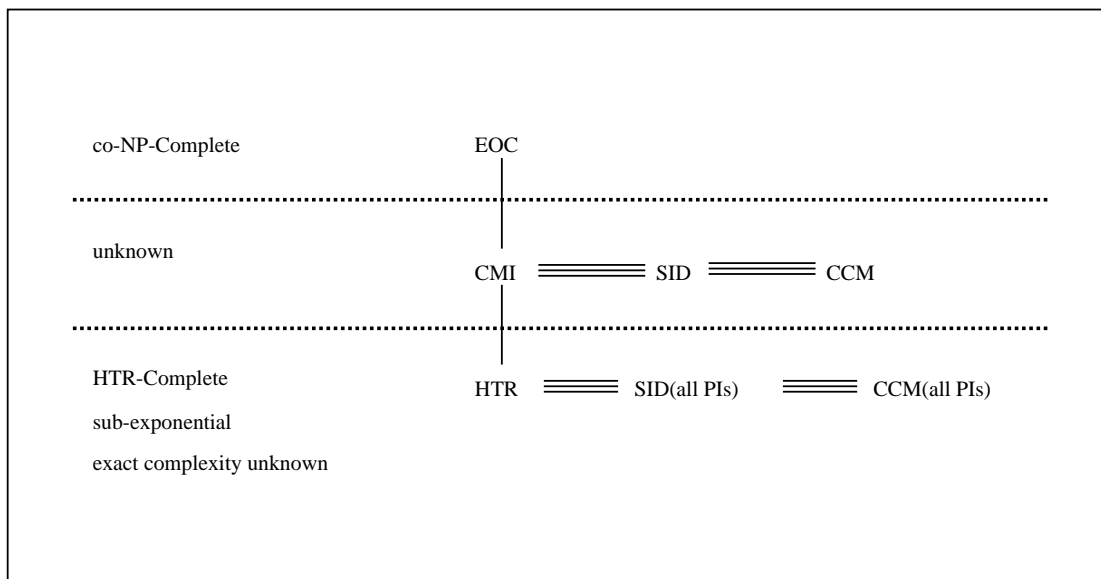 co-NP-Complete EOC
unknown
CMI SID CCM
HTR-Complete
HTR SID(all PIs) CCM(all PIs)
sub-exponential
exact complexity unknown